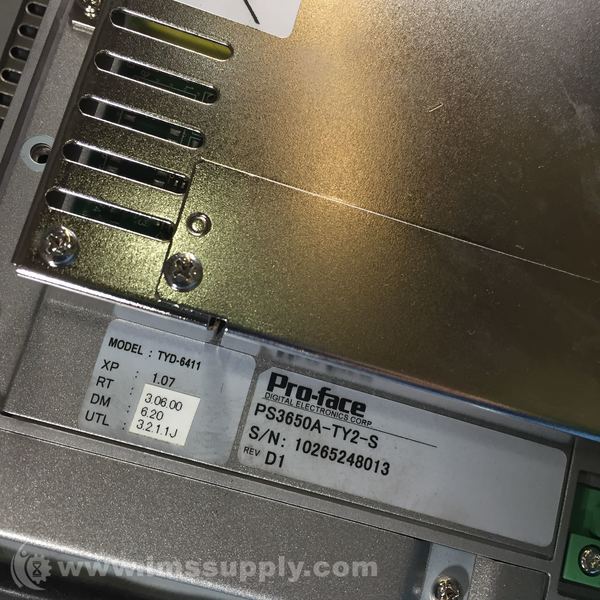 MODEL : TYD-6411
XP : 1.07
RT : 3.06.00
DM : 6.20
UTL : 3.2.1.1J
Pro-face
DIGITAL ELECTRONICS CORP
PS3650A-TY2-S
S/N: 10265248013
REV D1
www.imssupply.com